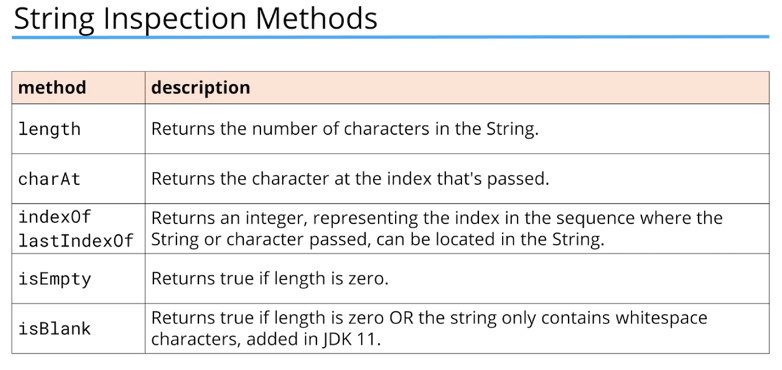 String Inspection Methods
method description
length Returns the number of characters in the String.
charAt Returns the character at the index that's passed.
indexOf Returns an integer, representing the index in the sequence where the
lastIndexOf String or character passed, can be located in the String.
isEmpty Returns true if length is zero.
isBlank Returns true if length is zero OR the string only contains whitespace
characters, added in JDK 11.